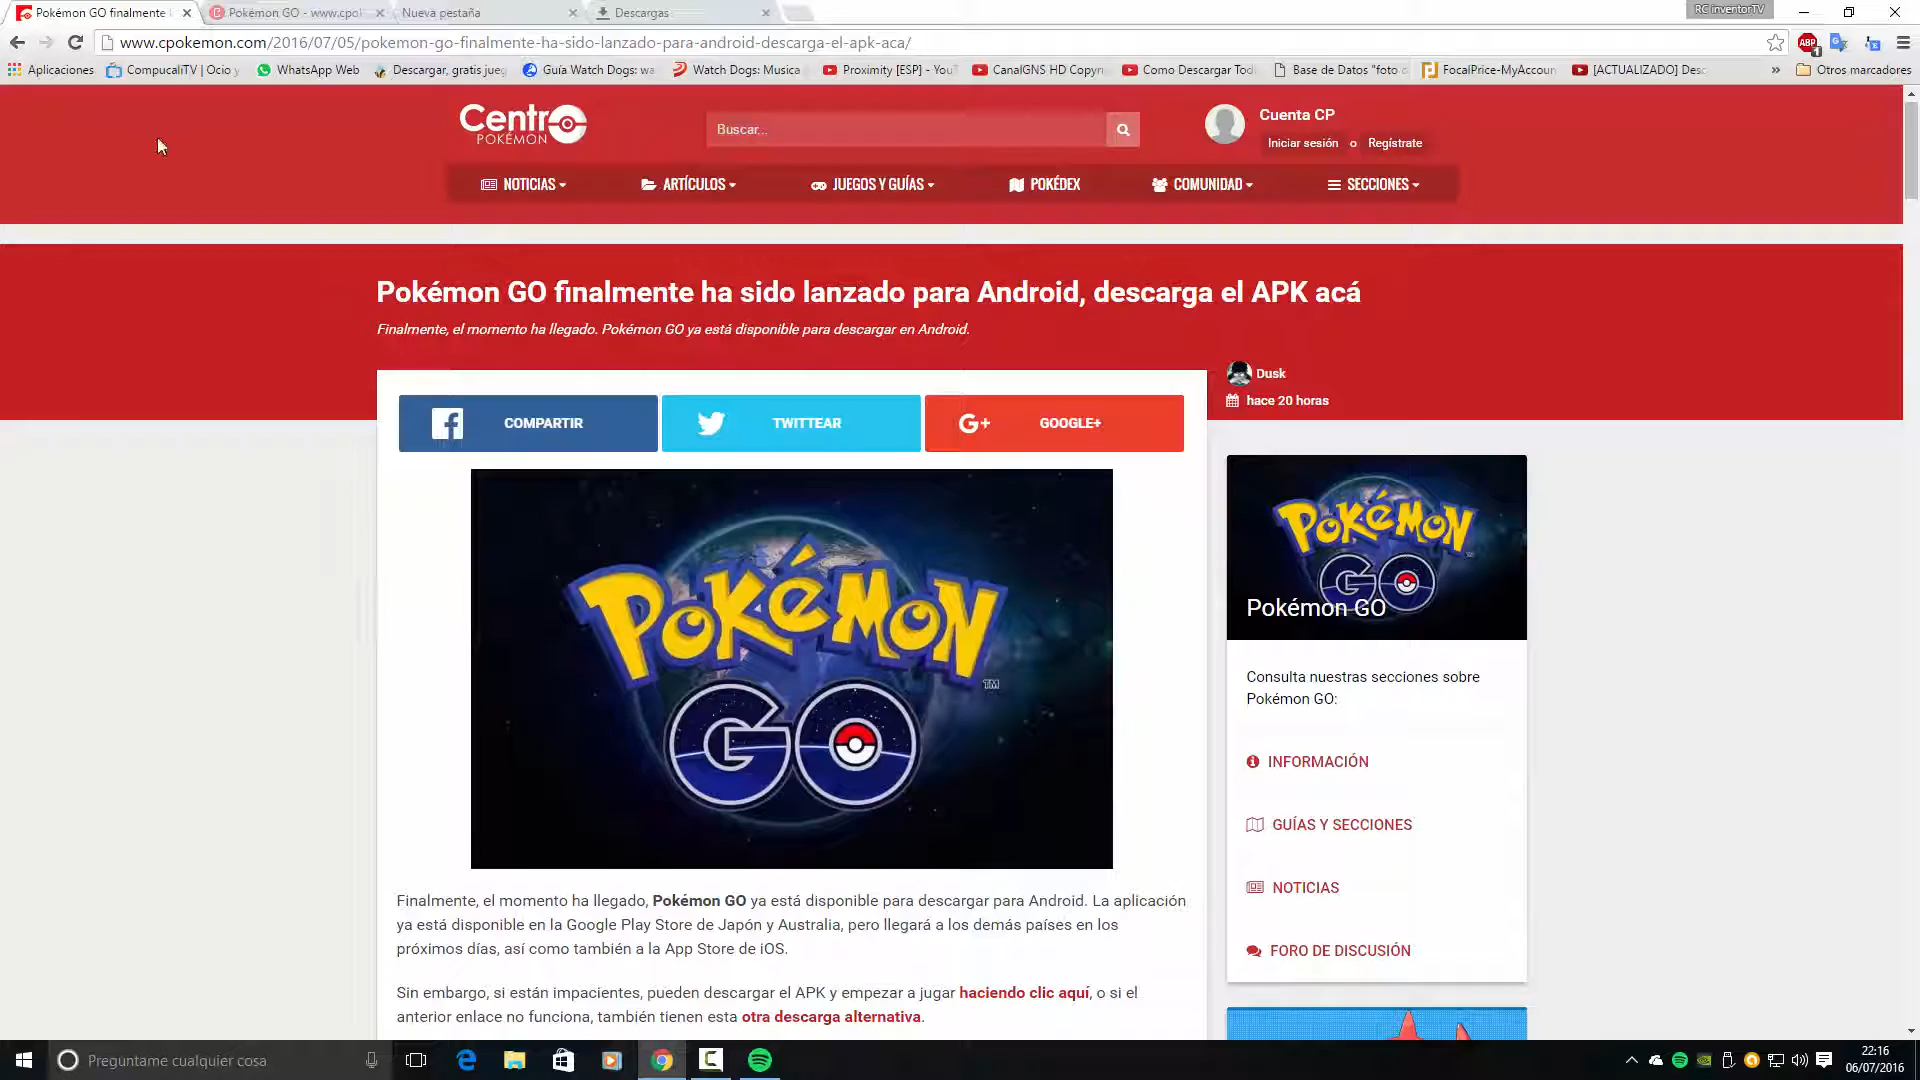 Pokémon GO finalmente
Pokémon GO - www.cpo
Nueva pestaña
Descargas
RCinventorTV
www.cpokemon.com/2016/07/05/pokemon-go-finalmente-ha-sido-lanzado-para-android-descarga-el-apk-aca/
ABP
1
Aplicaciones
CompucaliTV | Ocio y
WhatsApp Web
Descargar, gratis jueg
Guía Watch Dogs: wa
Watch Dogs: Musica
Proximity [ESP] - You
CanalGNS HD Copyri
Como Descargar Tod
Base de Datos "foto
FocalPrice-MyAccoun
[ACTUALIZADO] Desc
»
Otros marcadores
Centro
POKÉMON
Buscar...
Cuenta CP
Iniciar sesión o Regístrate
NOTICIAS
ARTÍCULOS
JUEGOS Y GUÍAS
POKÉDEX
COMUNIDAD
SECCIONES
Pokémon GO finalmente ha sido lanzado para Android, descarga el APK acá
Finalmente, el momento ha llegado. Pokémon GO ya está disponible para descargar en Android.
Dusk
hace 20 horas
COMPARTIR
TWITTEAR
G+ GOOGLE+
POKéMON
TM
GO
POKéMON
GO
Pokémon GO
Consulta nuestras secciones sobre
Pokémon GO:
INFORMACIÓN
GUÍAS Y SECCIONES
NOTICIAS
FORO DE DISCUSIÓN
Finalmente, el momento ha llegado, Pokémon GO ya está disponible para descargar para Android. La aplicación
ya está disponible en la Google Play Store de Japón y Australia, pero llegará a los demás países en los
próximos días, así como también a la App Store de iOS.
Sin embargo, si están impacientes, pueden descargar el APK y empezar a jugar haciendo clic aquí, o si el
anterior enlace no funciona, también tienen esta otra descarga alternativa.
Preguntame cualquier cosa
22:16
06/07/2016